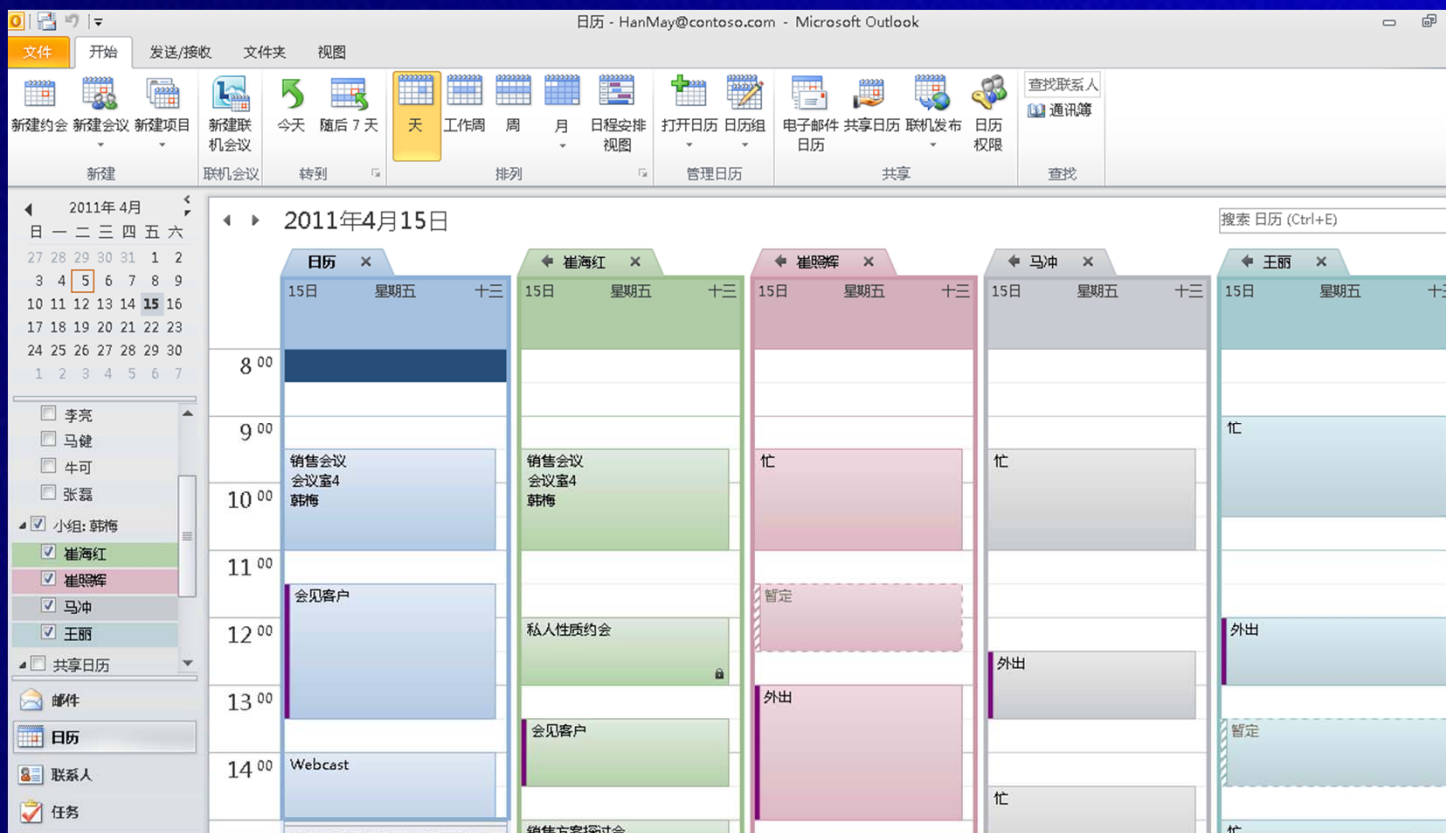 日历 - HanMay@contoso.com - Microsoft Outlook
文件 开始 发送/接收 文件夹 视图
新建约会 新建会议 新建项目 新建联机会议 今天 随后 7 天 天 工作周 周 月 日程安排视图 打开日历 日历组 电子邮件日历 共享日历 联机发布 日历权限
查找联系人
通讯簿
新建 联机会议 转到 排列 管理日历 共享 查找
2011年 4月
日 一 二 三 四 五 六
27 28 29 30 31 1 2
3 4 5 6 7 8 9
10 11 12 13 14 15 16
17 18 19 20 21 22 23
24 25 26 27 28 29 30
1 2 3 4 5 6 7
李亮
马健
牛可
张磊
小组: 韩梅
崔海红
崔照辉
马冲
王丽
共享日历
邮件
日历
联系人
任务
2011年4月15日
搜索 日历 (Ctrl+E)
日历 崔海红 崔照辉 马冲 王丽
15日 星期五 十三 15日 星期五 十三 15日 星期五 十三 15日 星期五 十三 15日 星期五
8 00
9 00
10 00
11 00
12 00
13 00
14 00
销售会议
会议室4
韩梅
会见客户
Webcast
销售会议
会议室4
韩梅
私人性质约会
会见客户
销售方案探讨会
忙
暂定
外出
忙
外出
忙
忙
外出
暂定
忙